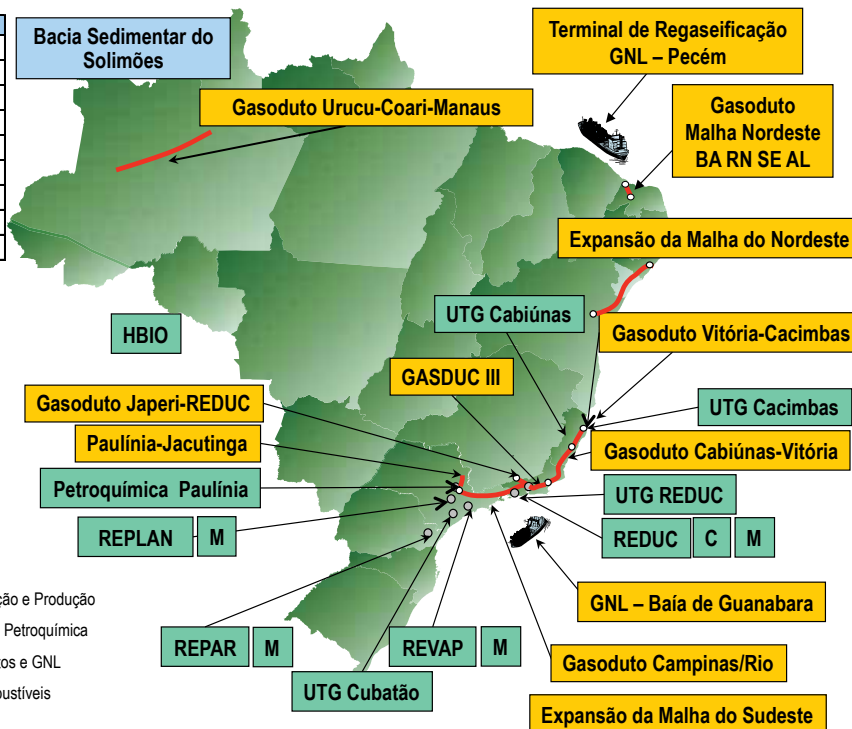 Bacia Sedimentar do
Solimões
Terminal de Regaseificação
GNL – Pecém
Gasoduto Urucu-Coari-Manaus
Gasoduto
Malha Nordeste
BA RN SE AL
Expansão da Malha do Nordeste
UTG Cabiúnas
HBIO
Gasoduto Vitória-Cacimbas
GASDUC III
Gasoduto Japeri-REDUC
UTG Cacimbas
Paulínia-Jacutinga
Gasoduto Cabiúnas-Vitória
Petroquímica Paulínia
UTG REDUC
REPLAN M
REDUC C M
ção e Produção
GNL – Baía de Guanabara
Petroquímica
REPAR M
REVAP M
Gasoduto Campinas/Rio
tos e GNL
UTG Cubatão
bustíveis
Expansão da Malha do Sudeste